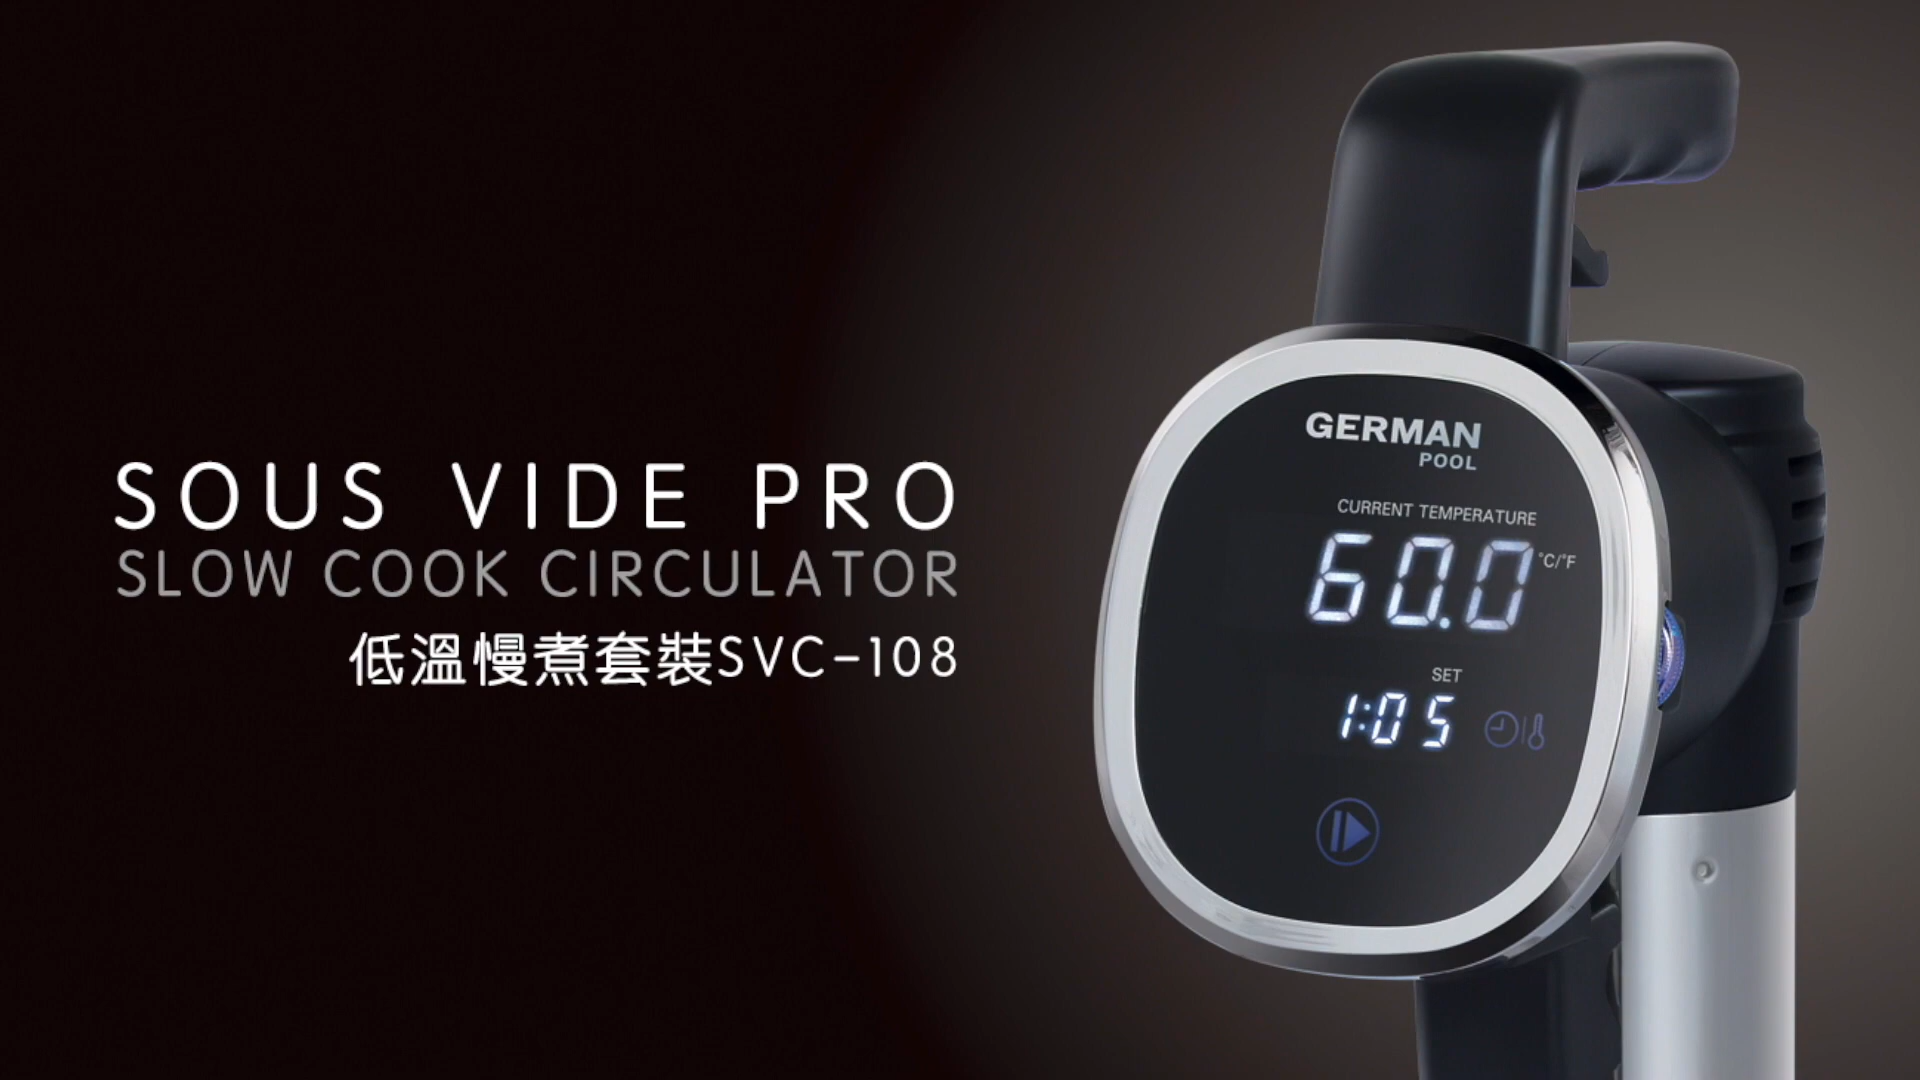 SOUS VIDE PRO
SLOW COOK CIRCULATOR
低溫慢煮套裝SVC-108
GERMAN
POOL
CURRENT TEMPERATURE
60.0 °C/°F
SET
1:05